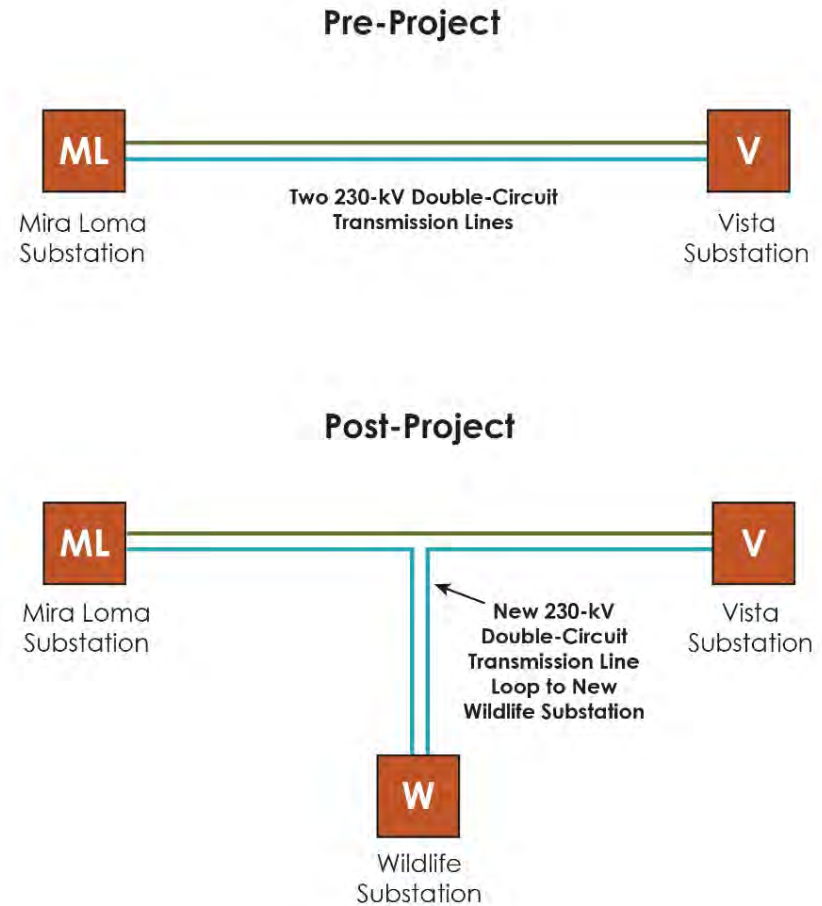 Pre-Project
ML
V
Two 230-kV Double-Circuit
Transmission Lines
Mira Loma
Substation
Vista
Substation
Post-Project
ML
V
Mira Loma
Substation
New 230-kV
Double-Circuit
Transmission Line
Loop to New
Wildlife Substation
Vista
Substation
W
Wildlife
Substation